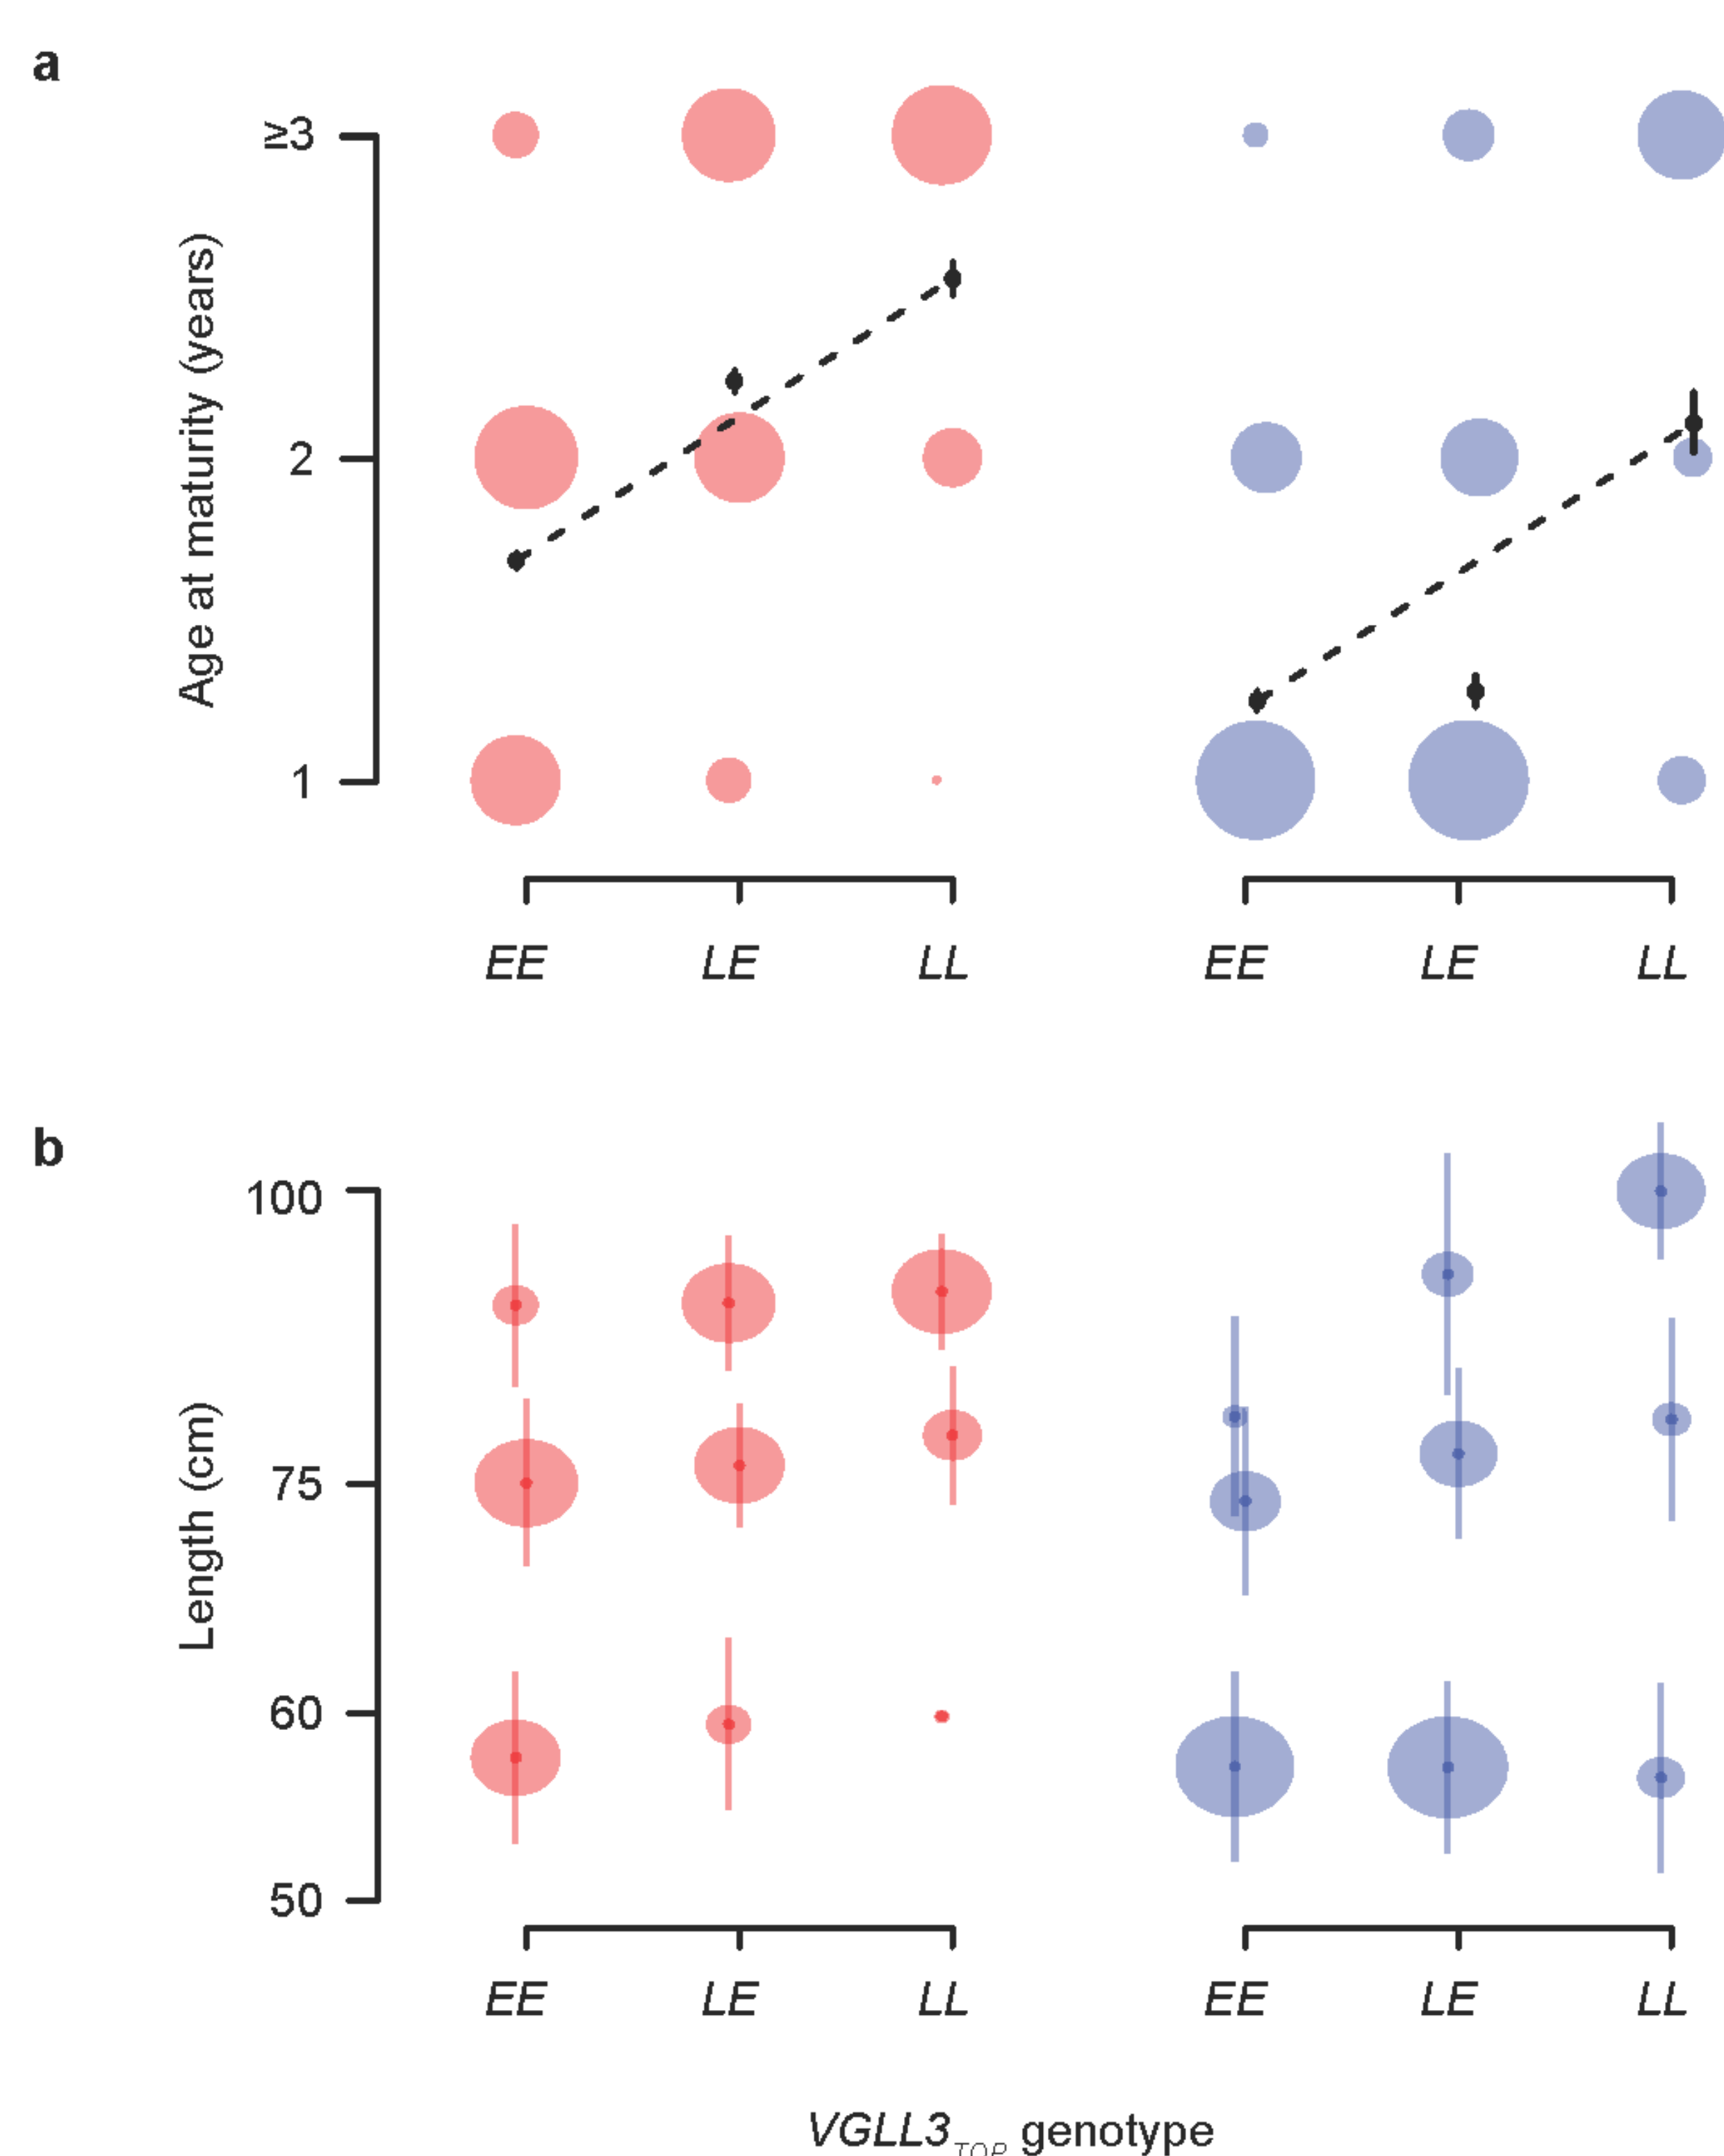 a
≥3
2
1
Age at maturity (years)
EE LE LL EE LE LL
b
100
75
60
50
Length (cm)
EE LE LL EE LE LL
VGLL3TOP genotype